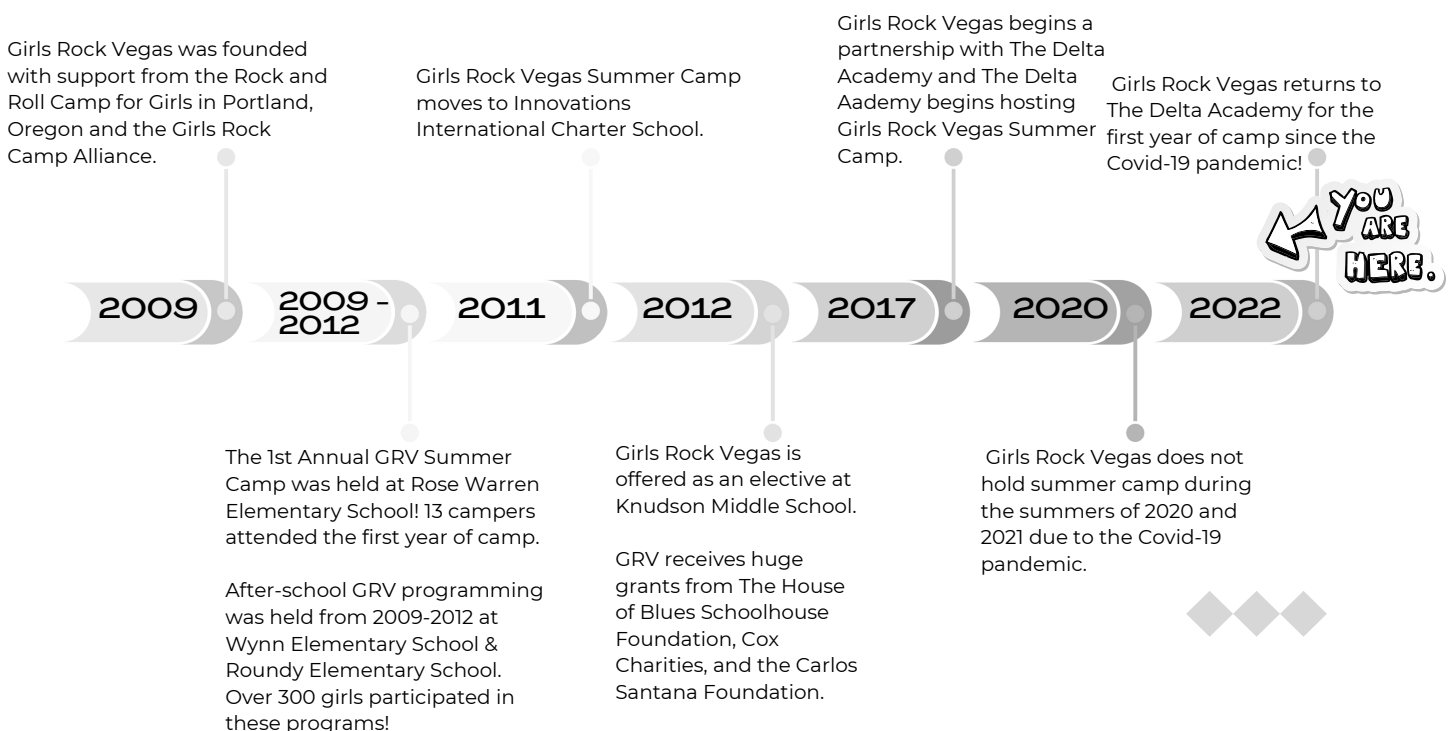 Girls Rock Vegas was founded
with support from the Rock and
Roll Camp for Girls in Portland,
Oregon and the Girls Rock
Camp Alliance.
Girls Rock Vegas Summer Camp
moves to Innovations
International Charter School.
Girls Rock Vegas begins a
partnership with The Delta
Academy and The Delta
Aademy begins hosting
Girls Rock Vegas Summer
Camp.
Girls Rock Vegas returns to
The Delta Academy for the
first year of camp since the
Covid-19 pandemic!
YOU
ARE
HERE.
2009
2009 -
2012
2011
2012
2017
2020
2022
The 1st Annual GRV Summer
Camp was held at Rose Warren
Elementary School! 13 campers
attended the first year of camp.
After-school GRV programming
was held from 2009-2012 at
Wynn Elementary School &
Roundy Elementary School.
Over 300 girls participated in
these programs!
Girls Rock Vegas is
offered as an elective at
Knudson Middle School.
GRV receives huge
grants from The House
of Blues Schoolhouse
Foundation, Cox
Charities, and the Carlos
Santana Foundation.
Girls Rock Vegas does not
hold summer camp during
the summers of 2020 and
2021 due to the Covid-19
pandemic.